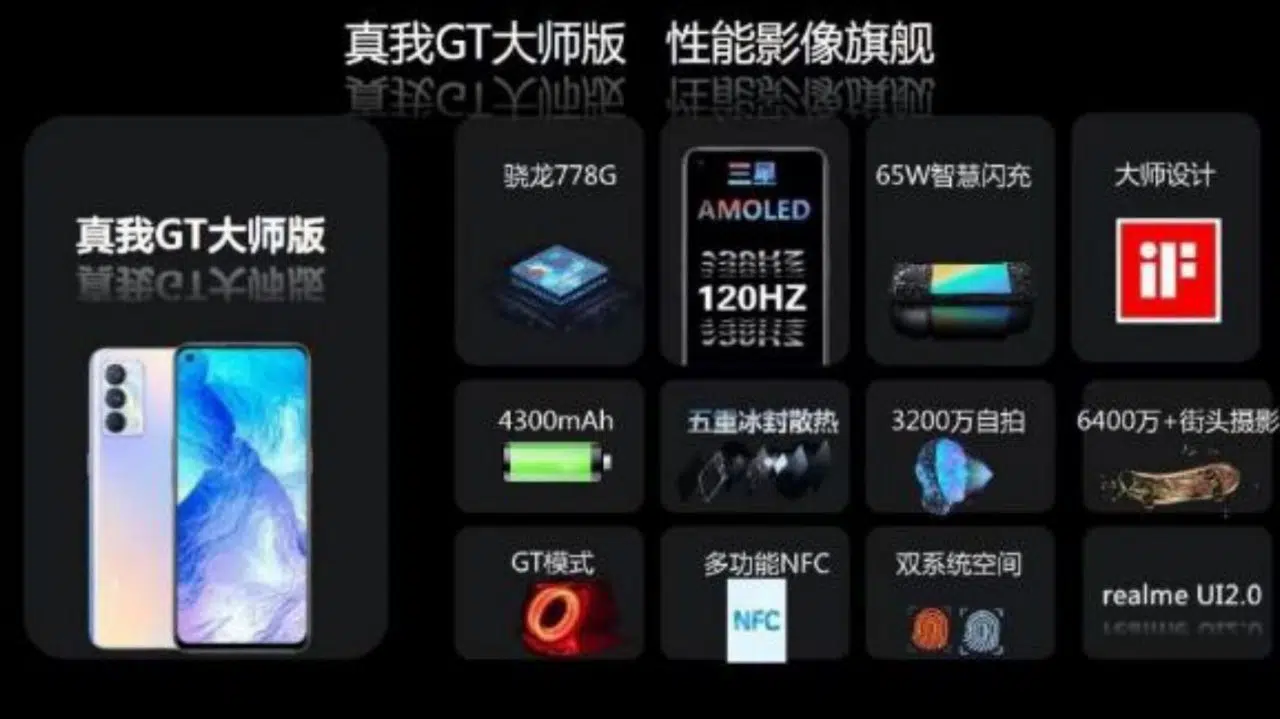 真我GT大师版 性能影像旗舰
真我GT大师版
骁龙778G
三星
AMOLED
120HZ
65W智慧闪充
大师设计
iF
4300mAh
五重冰封散热
3200万自拍
6400万+街头摄影
GT模式
多功能NFC
NFC
双系统空间
realme UI2.0